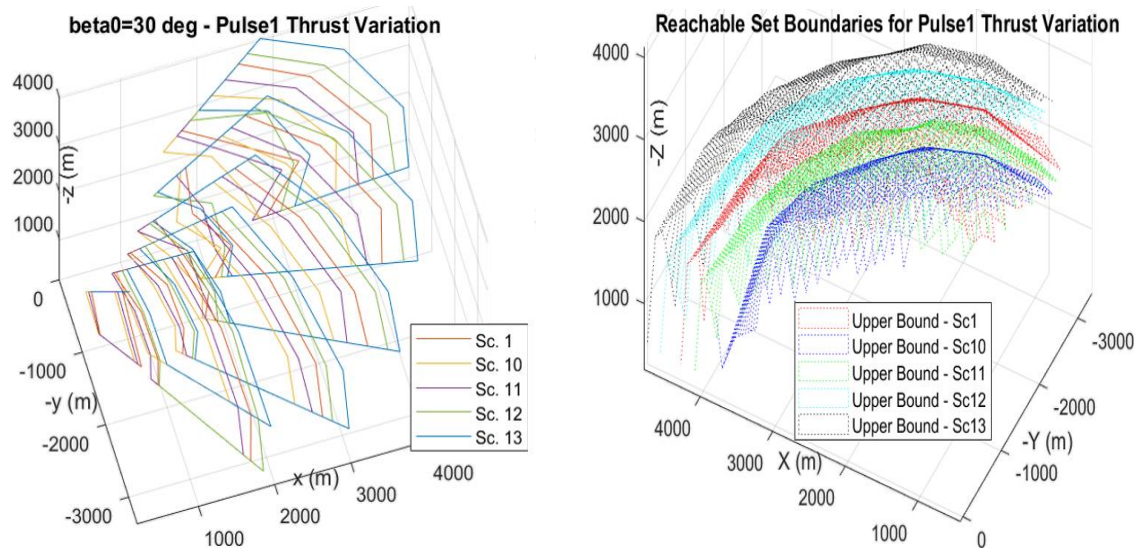 beta0=30 deg - Pulse1 Thrust Variation
4000
3000
2000
1000
-z (m)
0
-1000
-2000
-3000
-y (m)
1000
2000
3000
4000
x (m)
Sc. 1
Sc. 10
Sc. 11
Sc. 12
Sc. 13
Reachable Set Boundaries for Pulse1 Thrust Variation
4000
3000
2000
1000
-Z (m)
4000
3000
2000
1000
X (m)
-3000
-2000
-1000
0
-Y (m)
Upper Bound - Sc1
Upper Bound - Sc10
Upper Bound - Sc11
Upper Bound - Sc12
Upper Bound - Sc13